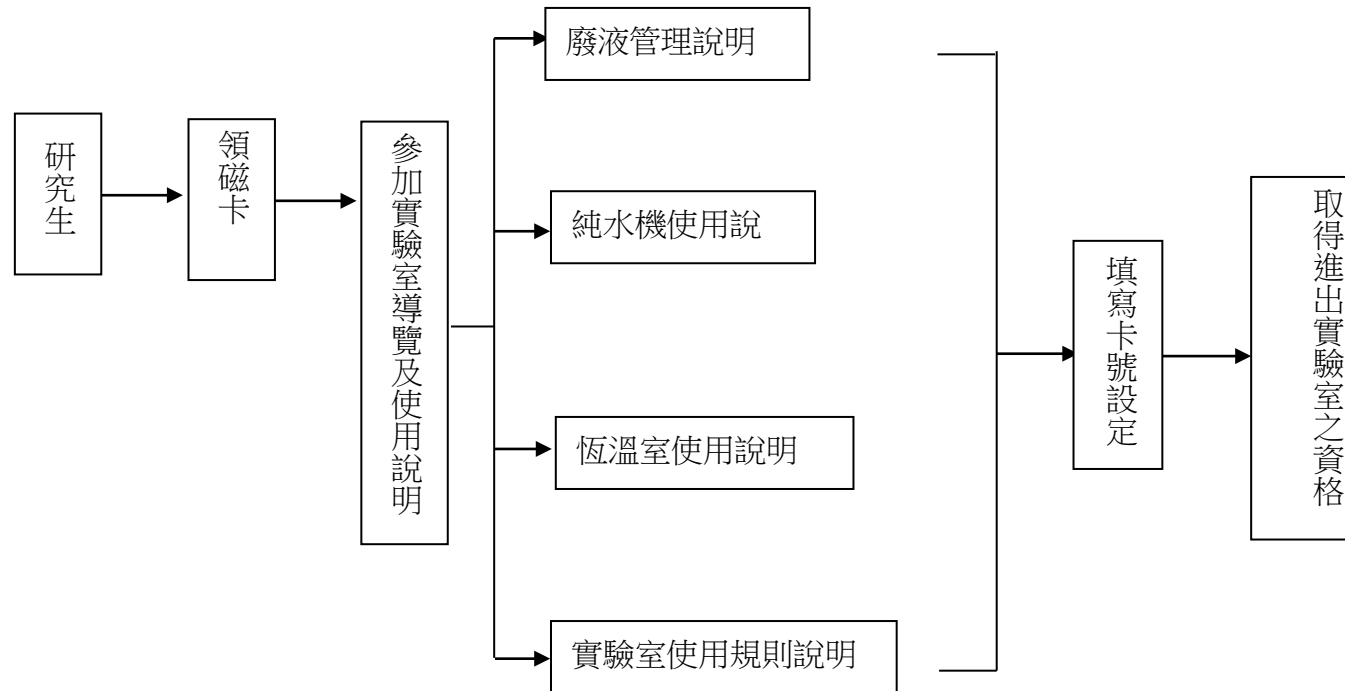 研究生
領磁卡
參加實驗室導覽及使用說明
廢液管理說明
純水機使用說
恆溫室使用說明
實驗室使用規則說明
填寫卡號設定
取得進出實驗室之資格